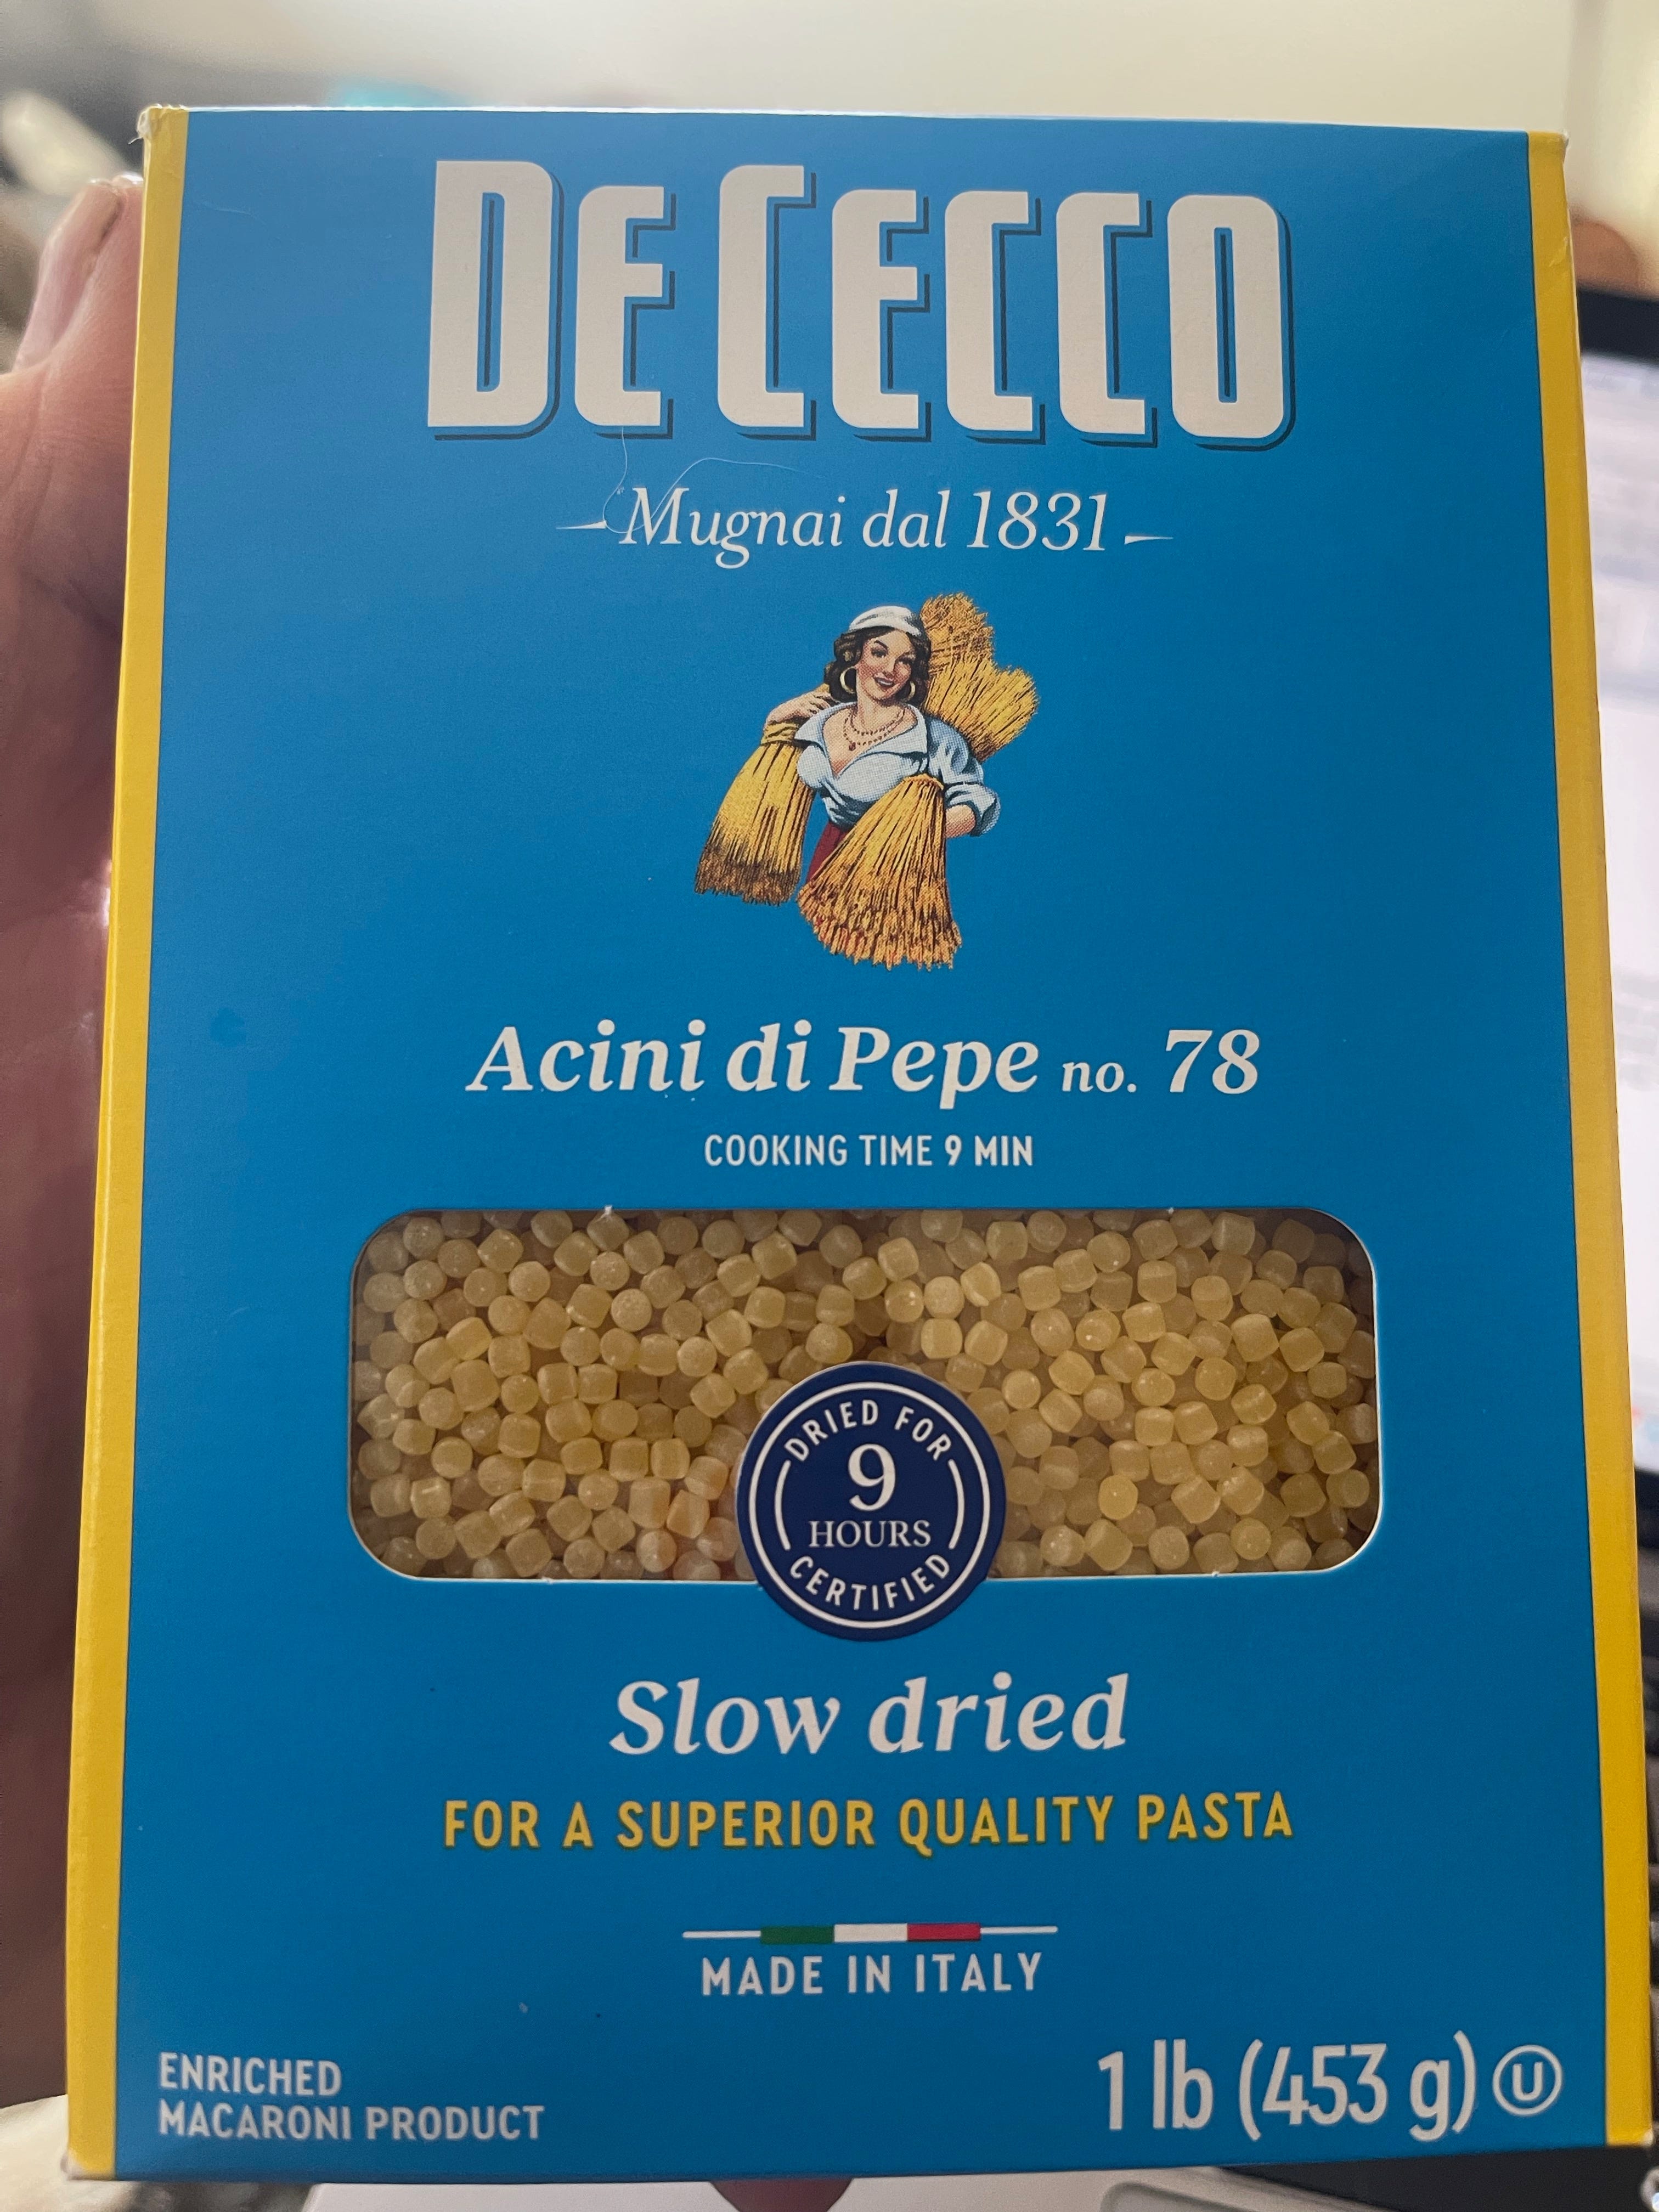 DE CECCO
Mugnai dal 1831
Acini di Pepe no. 78
COOKING TIME 9 MIN
DRIED FOR
9
HOURS
CERTIFIED
Slow dried
FOR A SUPERIOR QUALITY PASTA
MADE IN ITALY
ENRICHED
MACARONI PRODUCT
1 lb (453 g) U